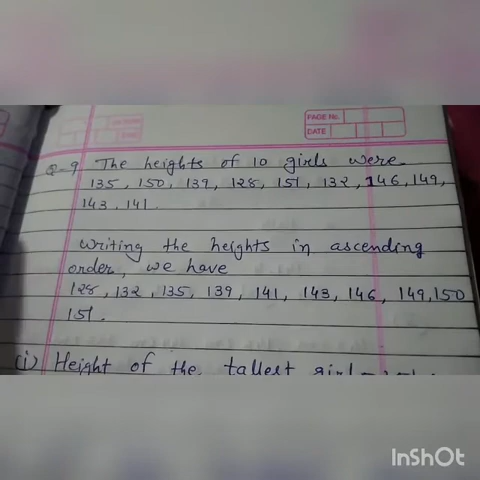 PAGE No.
DATE
Q-9 The heights of 10 girls were
135, 150, 139, 128, 151, 132, 146, 149,
143, 141.
Writing the heights in ascending
order, we have
128, 132, 135, 139, 141, 143, 146, 149, 150
151.
(i) Height of the tallest girl
InShOt